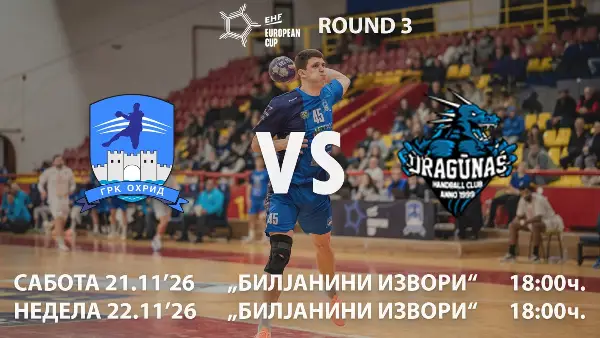 EHF
EUROPEAN
CUP
ROUND 3
45
VS
ГРК ОХРИД
DRAGŪNAS
HANDBALL CLUB
ANNO 1999
45
EHF
САБОТА 21.11’26 „БИЛЈАНИНИ ИЗВОРИ“ 18:00ч.
НЕДЕЛА 22.11’26 „БИЛЈАНИНИ ИЗВОРИ“ 18:00ч.